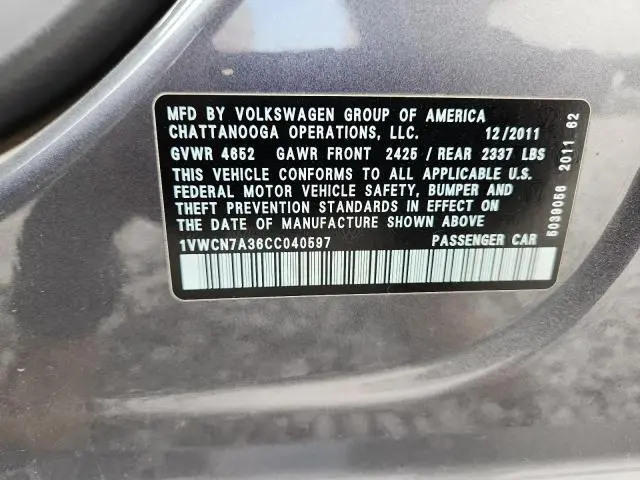 MFD BY VOLKSWAGEN GROUP OF AMERICA
CHATTANOOGA OPERATIONS, LLC. 12/2011
GVWR 4652 GAWR FRONT 2425 / REAR 2337 LBS
THIS VEHICLE CONFORMS TO ALL APPLICABLE U.S.
FEDERAL MOTOR VEHICLE SAFETY, BUMPER AND
THEFT PREVENTION STANDARDS IN EFFECT ON
THE DATE OF MANUFACTURE SHOWN ABOVE
1VWCN7A36CC040597 PASSENGER CAR
5039056 2011 62